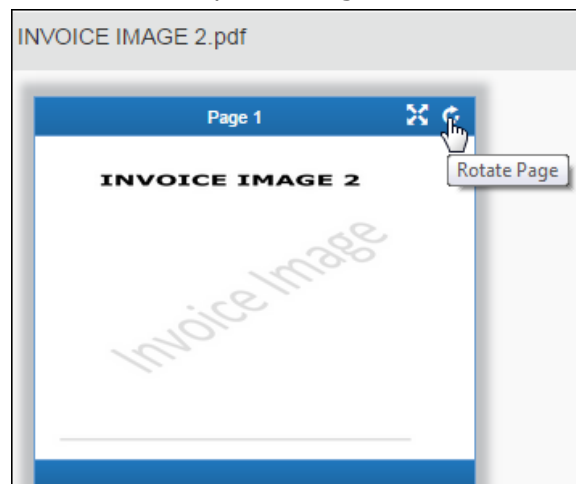 INVOICE IMAGE 2.pdf
Page 1
Rotate Page
INVOICE IMAGE 2
Invoice Image